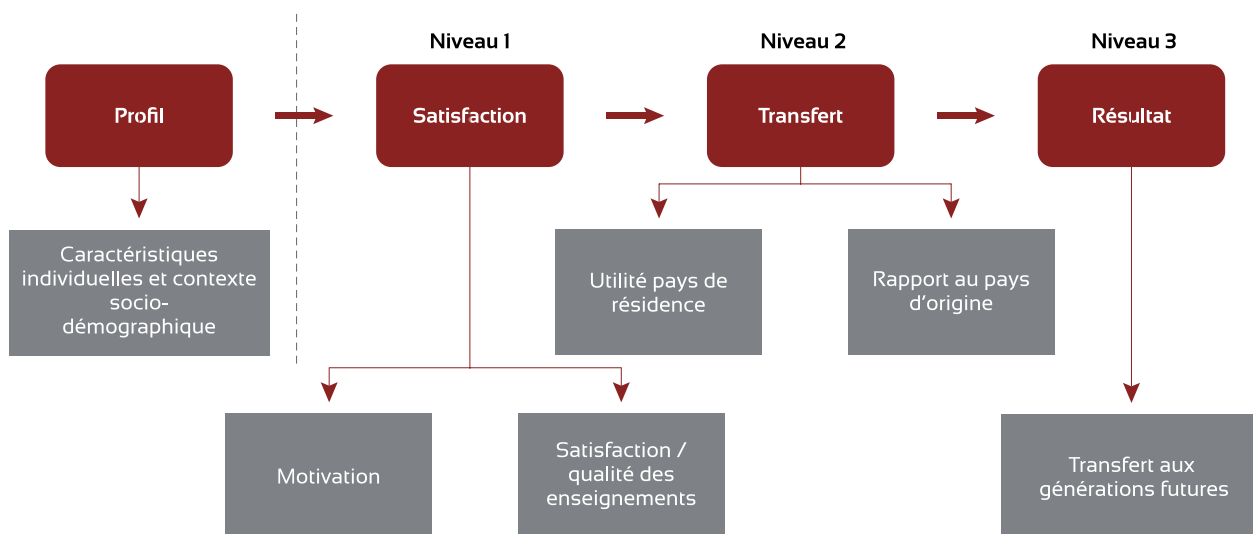 Niveau 1
Niveau 2
Niveau 3
Profil
Satisfaction
Transfert
Résultat
Caractéristiques
individuelles et contexte
socio-
démographique
Utilité pays de
résidence
Rapport au pays
d'origine
Motivation
Satisfaction /
qualité des
enseignements
Transfert aux
générations futures